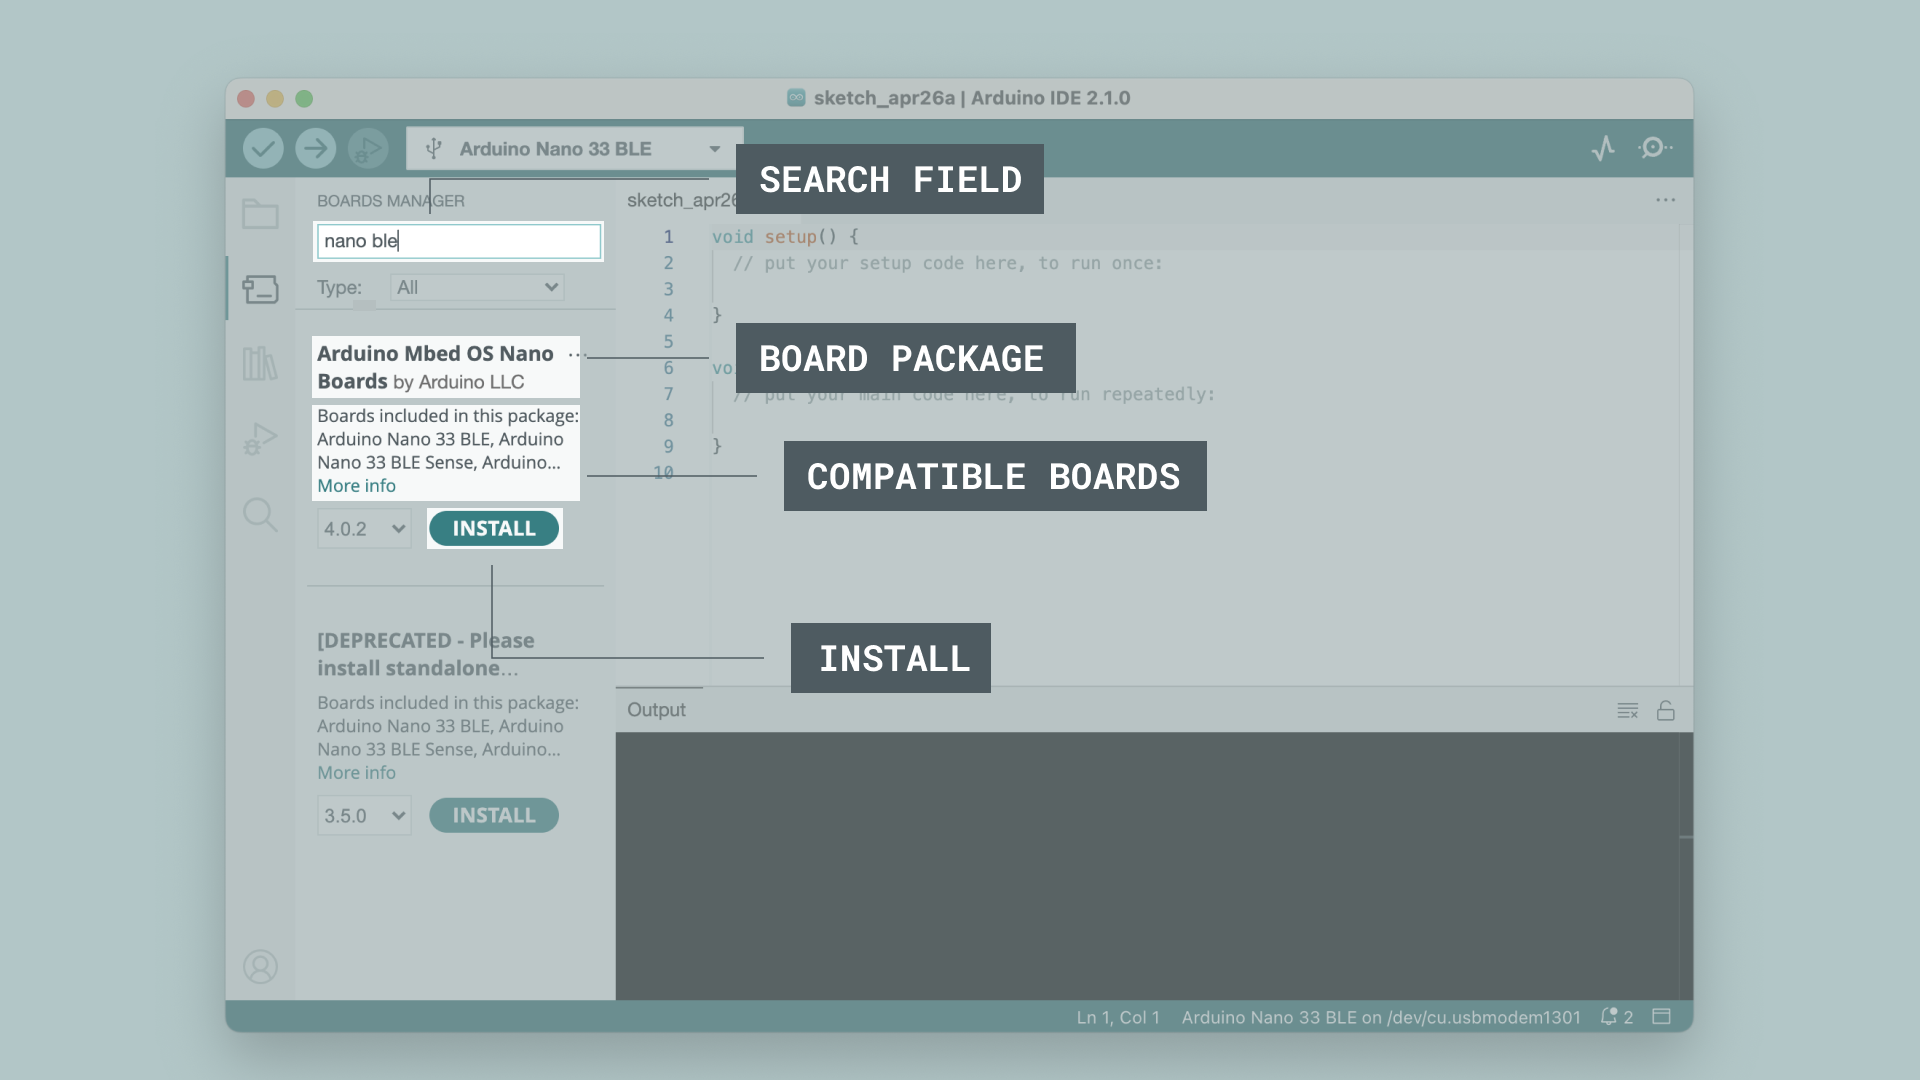 sketch_apr26a | Arduino IDE 2.1.0
Arduino Nano 33 BLE
SEARCH FIELD
BOARDS MANAGER
nano ble
Type: All
Arduino Mbed OS Nano ...
Boards by Arduino LLC
Boards included in this package:
Arduino Nano 33 BLE, Arduino
Nano 33 BLE Sense, Arduino...
More info
4.0.2 INSTALL
[DEPRECATED - Please
install standalone...
Boards included in this package:
Arduino Nano 33 BLE, Arduino
Nano 33 BLE Sense, Arduino...
More info
3.5.0 INSTALL
sketch_apr26
1 void setup() {
2 // put your setup code here, to run once:
3
4 }
5
6 vo
BOARD PACKAGE
7 // put your main code here, to run repeatedly:
8
9 }
10
COMPATIBLE BOARDS
INSTALL
Output
Ln 1, Col 1 Arduino Nano 33 BLE on /dev/cu.usbmodem1301 2